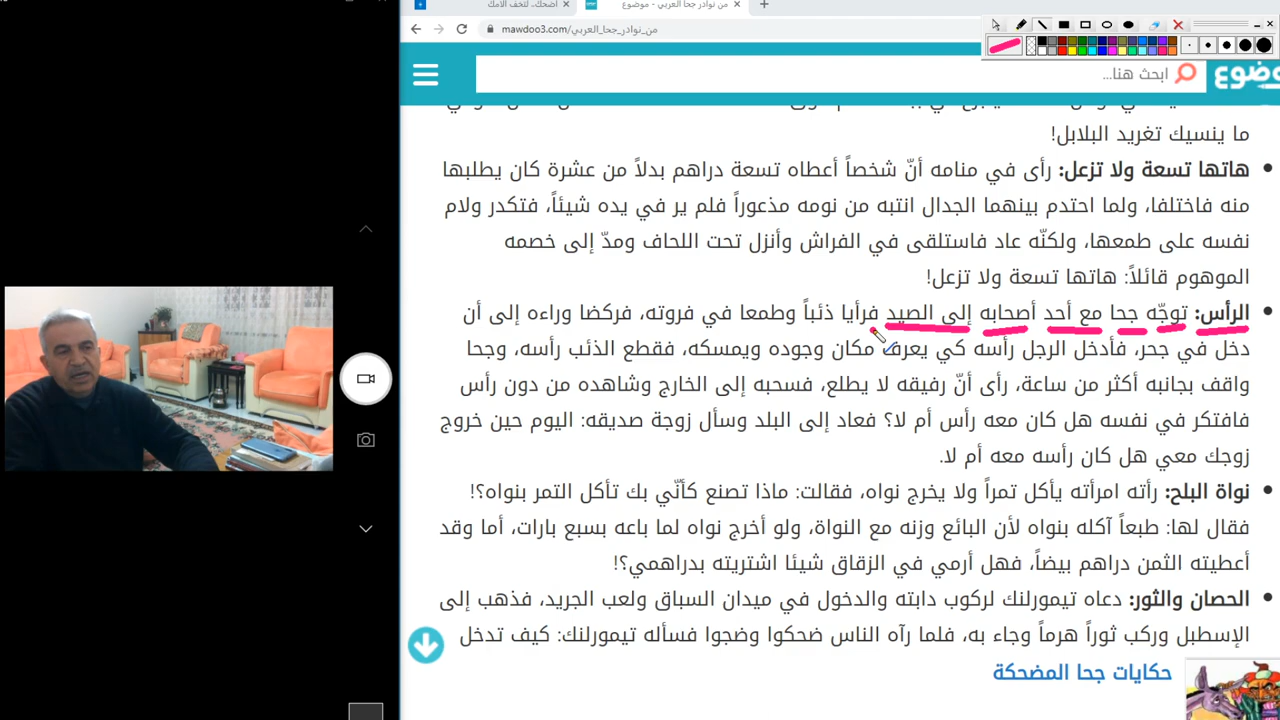 اضحك.. لتخف آلامك
من نوادر جحا العربي - موضوع
mawdoo3.com/من_نوادر_جحا_العربي
ابحث هنا...
ما ينسيك تغريد البلابل!
هاتها تسعة ولا تزعل: رأى في منامه أنّ شخصاً أعطاه تسعة دراهم بدلاً من عشرة كان يطلبها
منه فاختلفا، ولما احتدم بينهما الجدال انتبه من نومه مذعوراً فلم ير في يده شيئاً، فتكدر ولام
نفسه على طمعها، ولكنّه عاد فاستلقى في الفراش وأنزل تحت اللحاف ومدّ إلى خصمه
الموهوم قائلاً: هاتها تسعة ولا تزعل!
الرأس: توجّه جحا مع أحد أصحابه إلى الصيد فرأيا ذئباً وطمعا في فروته، فركضا وراءه إلى أن
دخل في جحر، فأدخل الرجل رأسه كي يعرف مكان وجوده ويمسكه، فقطع الذئب رأسه، وجحا
واقف بجانبه أكثر من ساعة، رأى أنّ رفيقه لا يطلع، فسحبه إلى الخارج وشاهده من دون رأس
فافتكر في نفسه هل كان معه رأس أم لا؟ فعاد إلى البلد وسأل زوجة صديقه: اليوم حين خروج
زوجك معي هل كان رأسه معه أم لا.
نواة البلح: رأته امرأته يأكل تمراً ولا يخرج نواه، فقالت: ماذا تصنع كأنّي بك تأكل التمر بنواه؟!
فقال لها: طبعاً آكله بنواه لأن البائع وزنه مع النواة، ولو أخرج نواه لما باعه بسبع بارات، أما وقد
أعطيته الثمن دراهم بيضاً، فهل أرمي في الزقاق شيئا اشتريته بدراهمي؟!
الحصان والثور: دعاه تيمورلنك لركوب دابته والدخول في ميدان السباق ولعب الجريد، فذهب إلى
الإسطبل وركب ثوراً هرماً وجاء به، فلما رآه الناس ضحكوا وضجوا فسأله تيمورلنك: كيف تدخل
حكايات جحا المضحكة